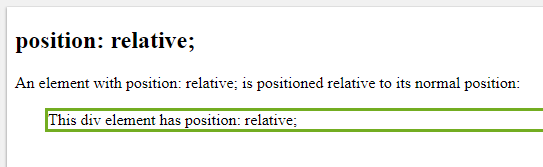 position: relative;
An element with position: relative; is positioned relative to its normal position:
This div element has position: relative;